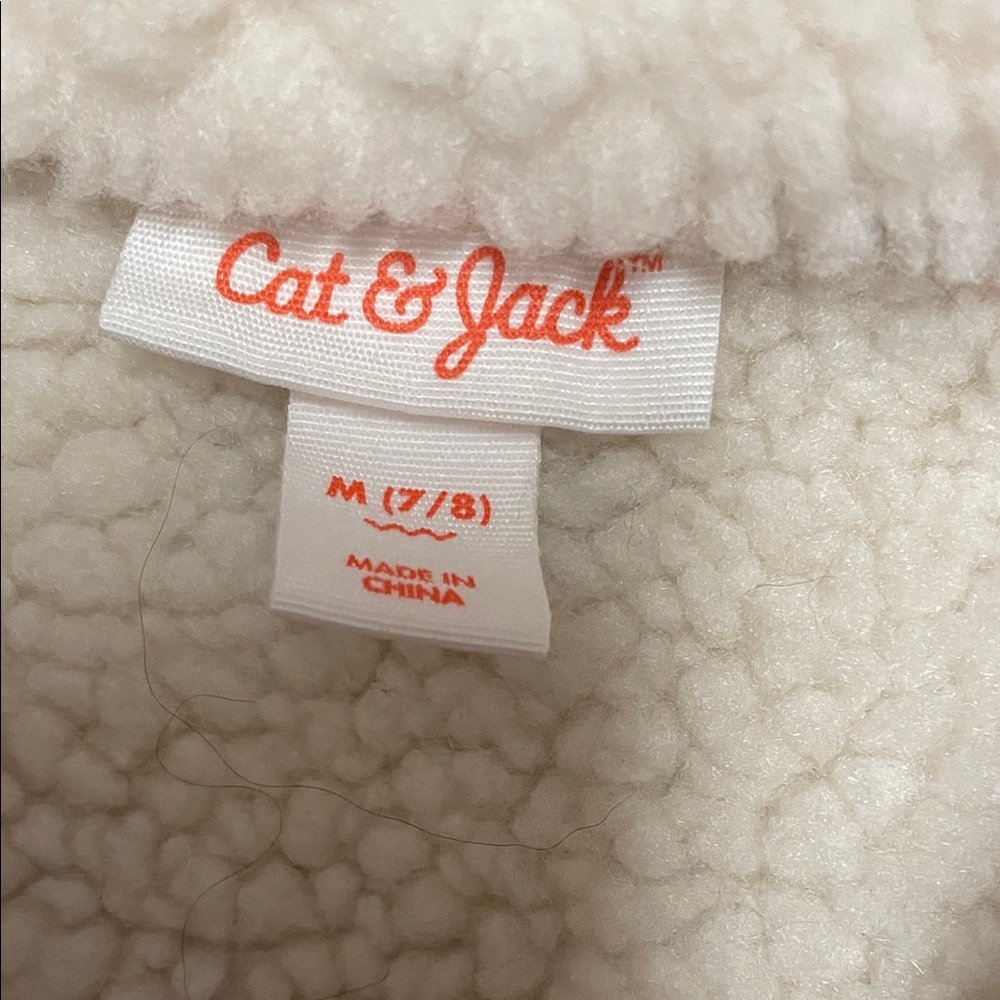 Cat & Jack™
M (7/8)
MADE IN
CHINA